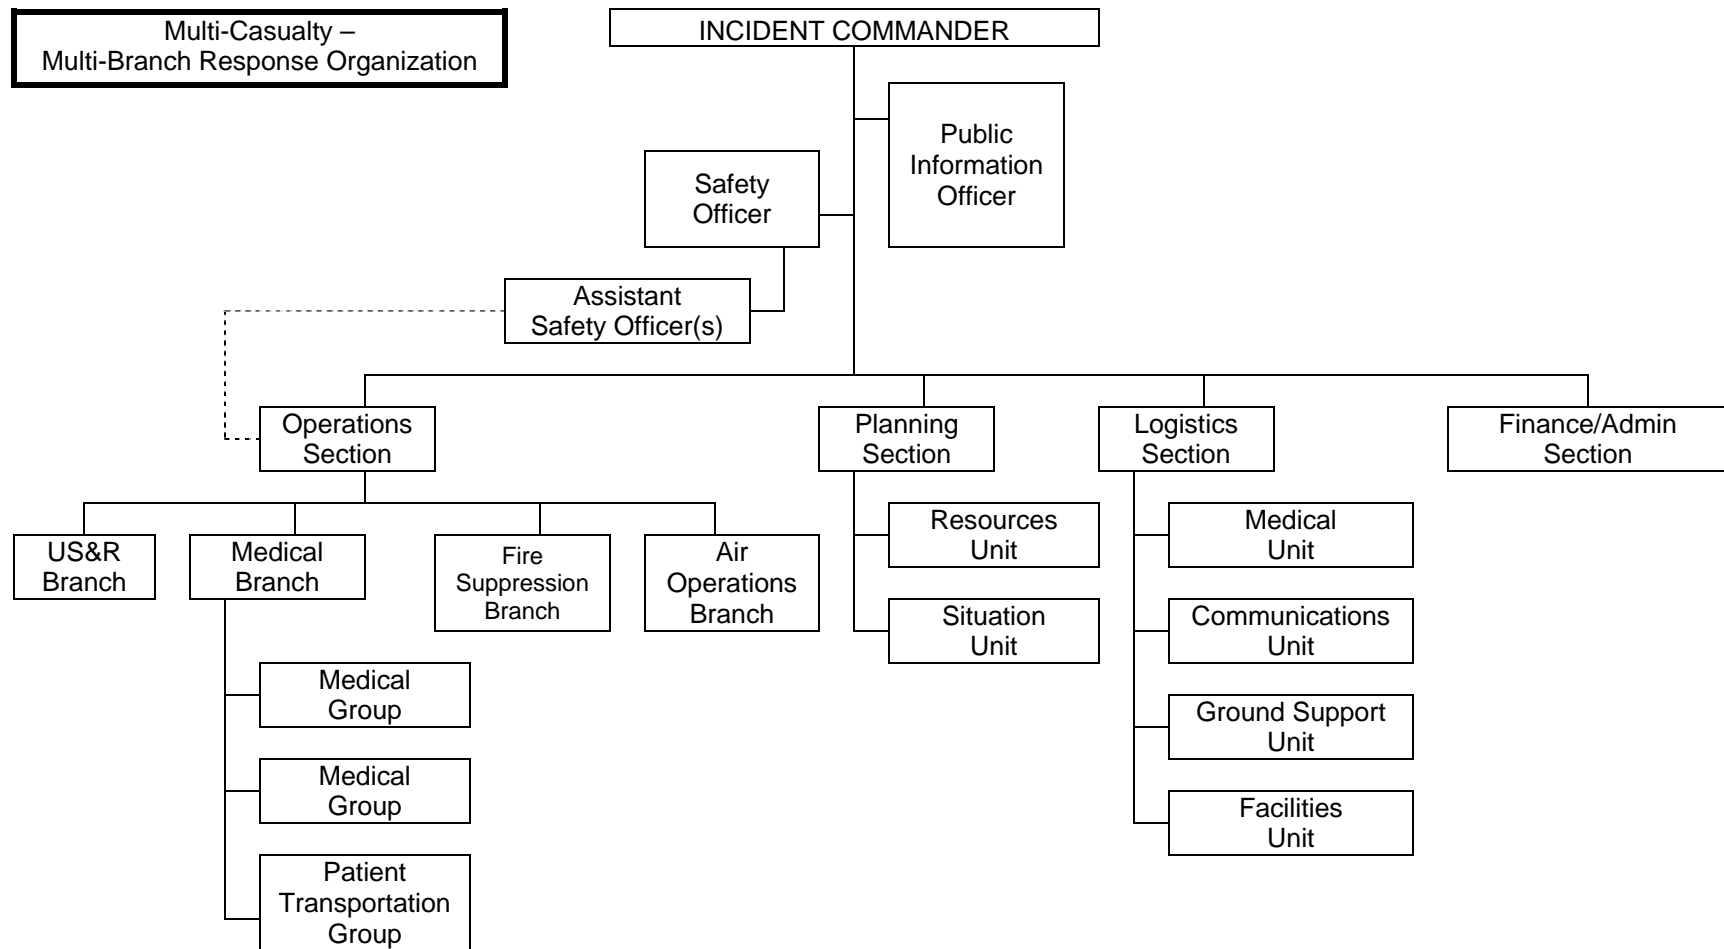 Multi-Casualty –
Multi-Branch Response Organization
INCIDENT COMMANDER
Public
Information
Officer
Safety
Officer
Assistant
Safety Officer(s)
Operations
Section
Planning
Section
Logistics
Section
Finance/Admin
Section
US&R
Branch
Medical
Branch
Fire
Suppression
Branch
Air
Operations
Branch
Resources
Unit
Situation
Unit
Medical
Unit
Communications
Unit
Ground Support
Unit
Facilities
Unit
Medical
Group
Medical
Group
Patient
Transportation
Group